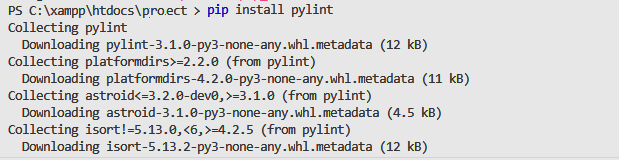 PS C:\xampp\htdocs\pro.ect > pip install pylint
Collecting pylint
Downloading pylint-3.1.0-py3-none-any.whl.metadata (12 kB)
Collecting platformdirs>=2.2.0 (from pylint)
Downloading platformdirs-4.2.0-py3-none-any.whl.metadata (11 kB)
Collecting astroid<=3.2.0-dev0,>=3.1.0 (from pylint)
Downloading astroid-3.1.0-py3-none-any.whl.metadata (4.5 kB)
Collecting isort!=5.13.0,<6,>=4.2.5 (from pylint)
Downloading isort-5.13.2-py3-none-any.whl.metadata (12 kB)